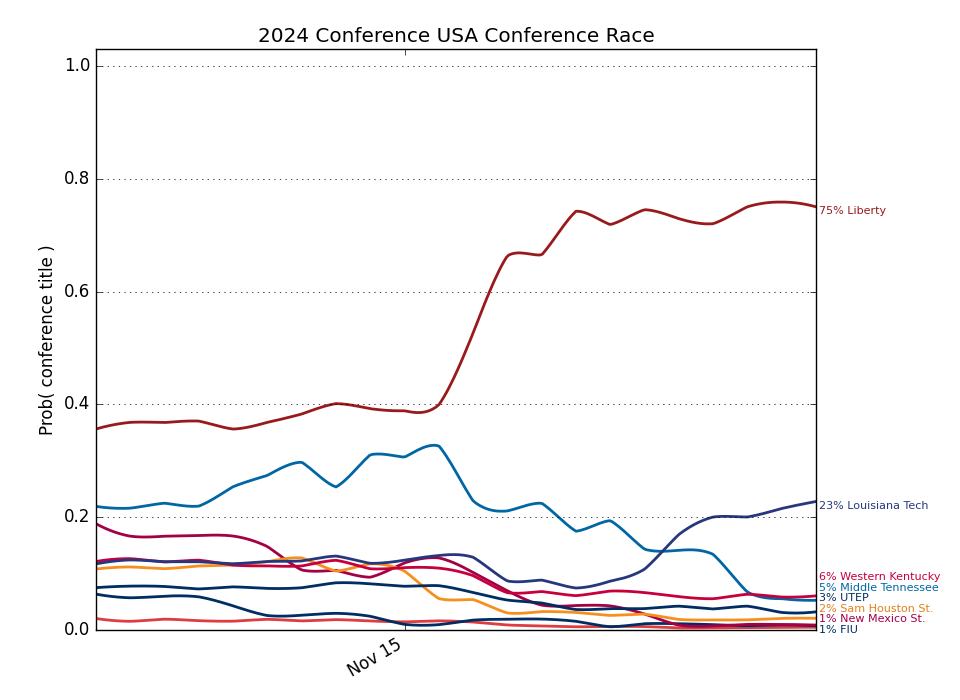 2024 Conference USA Conference Race
Prob( conference title )
1.0
0.8
0.6
0.4
0.2
0.0
Nov 15
75% Liberty
23% Louisiana Tech
6% Western Kentucky
5% Middle Tennessee
3% UTEP
2% Sam Houston St.
1% New Mexico St.
1% FIU